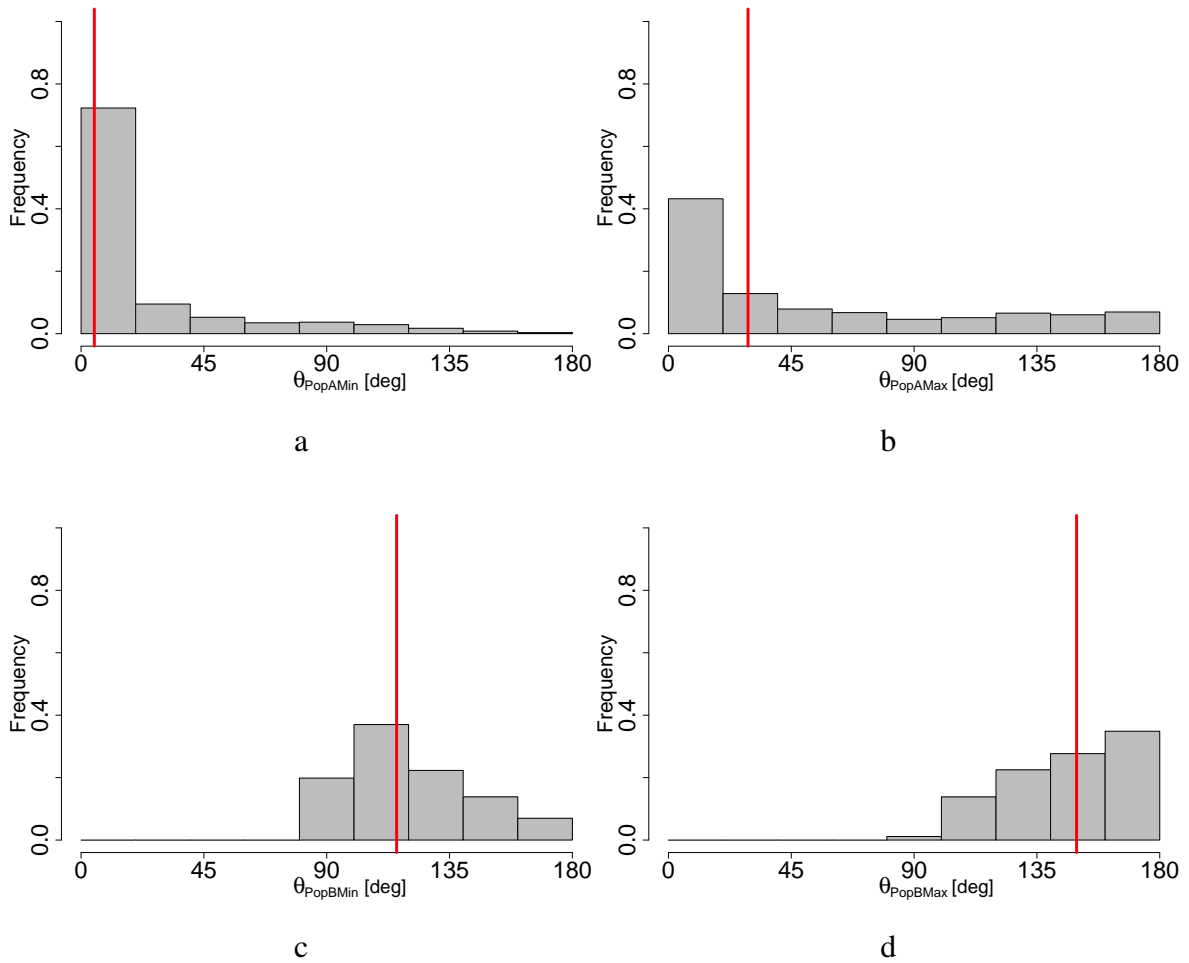 Frequency
0.0 0.4 0.8
0 45 90 135 180
θPopAMin [deg]
a
Frequency
0.0 0.4 0.8
0 45 90 135 180
θPopAMax [deg]
b
Frequency
0.0 0.4 0.8
0 45 90 135 180
θPopBMin [deg]
c
Frequency
0.0 0.4 0.8
0 45 90 135 180
θPopBMax [deg]
d